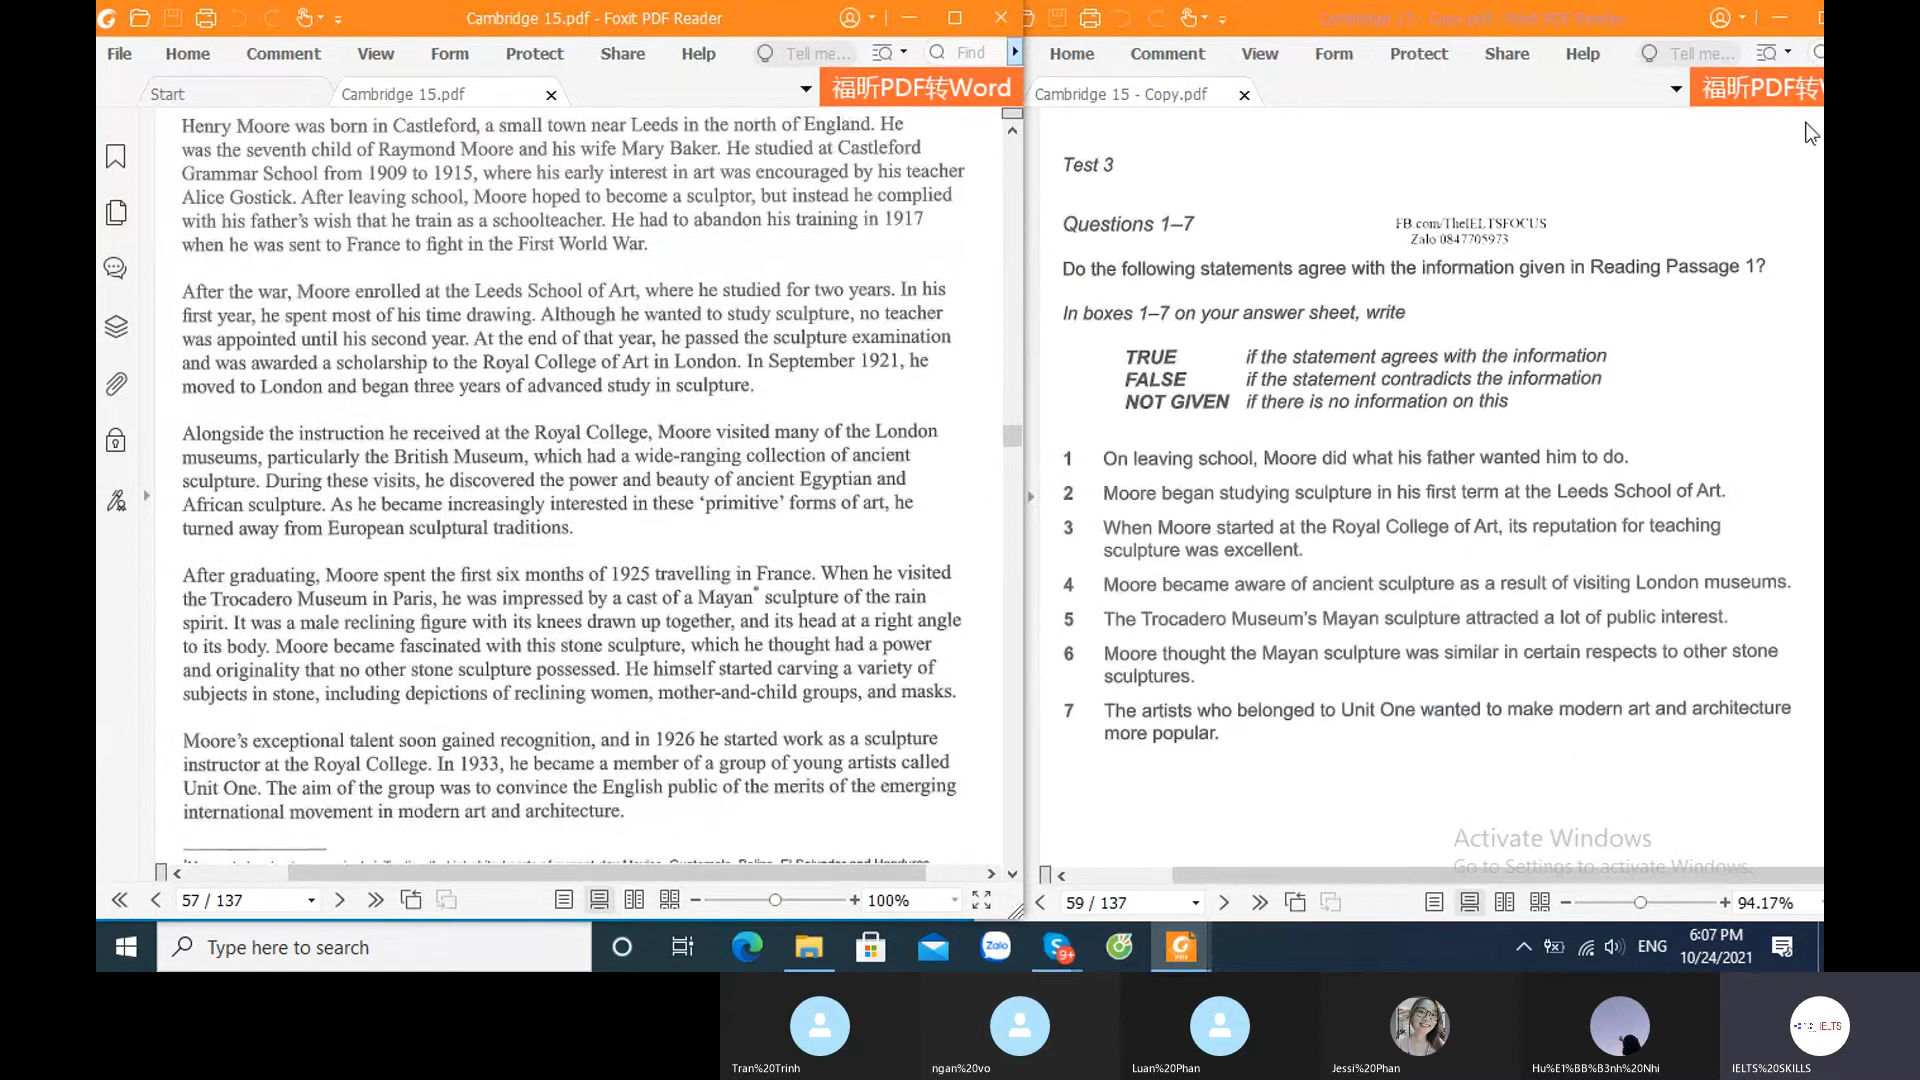 Cambridge 15.pdf - Foxit PDF Reader
File Home Comment View Form Protect Share Help Tell me... Find
Start Cambridge 15.pdf 福昕PDF转Word
Henry Moore was born in Castleford, a small town near Leeds in the north of England. He
was the seventh child of Raymond Moore and his wife Mary Baker. He studied at Castleford
Grammar School from 1909 to 1915, where his early interest in art was encouraged by his teacher
Alice Gostick. After leaving school, Moore hoped to become a sculptor, but instead he complied
with his father's wish that he train as a schoolteacher. He had to abandon his training in 1917
when he was sent to France to fight in the First World War.
After the war, Moore enrolled at the Leeds School of Art, where he studied for two years. In his
first year, he spent most of his time drawing. Although he wanted to study sculpture, no teacher
was appointed until his second year. At the end of that year, he passed the sculpture examination
and was awarded a scholarship to the Royal College of Art in London. In September 1921, he
moved to London and began three years of advanced study in sculpture.
Alongside the instruction he received at the Royal College, Moore visited many of the London
museums, particularly the British Museum, which had a wide-ranging collection of ancient
sculpture. During these visits, he discovered the power and beauty of ancient Egyptian and
African sculpture. As he became increasingly interested in these 'primitive' forms of art, he
turned away from European sculptural traditions.
After graduating, Moore spent the first six months of 1925 travelling in France. When he visited
the Trocadero Museum in Paris, he was impressed by a cast of a Mayan* sculpture of the rain
spirit. It was a male reclining figure with its knees drawn up together, and its head at a right angle
to its body. Moore became fascinated with this stone sculpture, which he thought had a power
and originality that no other stone sculpture possessed. He himself started carving a variety of
subjects in stone, including depictions of reclining women, mother-and-child groups, and masks.
Moore's exceptional talent soon gained recognition, and in 1926 he started work as a sculpture
instructor at the Royal College. In 1933, he became a member of a group of young artists called
Unit One. The aim of the group was to convince the English public of the merits of the emerging
international movement in modern art and architecture.
57 / 137 100%
Cambridge 15 - Copy.pdf - Foxit PDF Reader
Home Comment View Form Protect Share Help Tell me...
Cambridge 15 - Copy.pdf 福昕PDF转
Test 3
Questions 1–7
FB.com/TheIELTSFOCUS
Zalo 0847705973
Do the following statements agree with the information given in Reading Passage 1?
In boxes 1–7 on your answer sheet, write
TRUE if the statement agrees with the information
FALSE if the statement contradicts the information
NOT GIVEN if there is no information on this
1 On leaving school, Moore did what his father wanted him to do.
2 Moore began studying sculpture in his first term at the Leeds School of Art.
3 When Moore started at the Royal College of Art, its reputation for teaching
sculpture was excellent.
4 Moore became aware of ancient sculpture as a result of visiting London museums.
5 The Trocadero Museum's Mayan sculpture attracted a lot of public interest.
6 Moore thought the Mayan sculpture was similar in certain respects to other stone
sculptures.
7 The artists who belonged to Unit One wanted to make modern art and architecture
more popular.
Activate Windows
Go to Settings to activate Windows.
59 / 137 94.17%
Type here to search
Zalo
9+
ENG
6:07 PM
10/24/2021
Tran%20Trinh
ngan%20vo
Luan%20Phan
Jessi%20Phan
Hu%E1%BB%B3nh%20Nhi
IELTS%20SKILLS